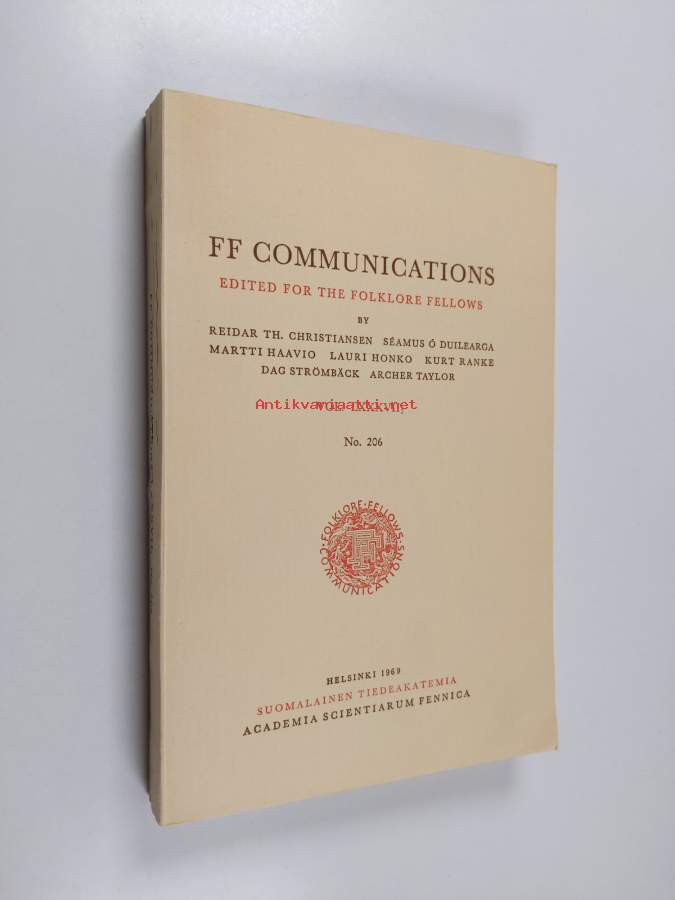 FF COMMUNICATIONS
EDITED FOR THE FOLKLORE FELLOWS
BY
REIDAR TH. CHRISTIANSEN SÉAMUS Ó DUILEARGA
MARTTI HAAVIO LAURI HONKO KURT RANKE
DAG STRÖMBÄCK ARCHER TAYLOR
Antikvariaatti.net
No. 206
FOLKLORE · FELLOWS · COMMUNICATIONS
HELSINKI 1969
SUOMALAINEN TIEDEAKATEMIA
ACADEMIA SCIENTIARUM FENNICA